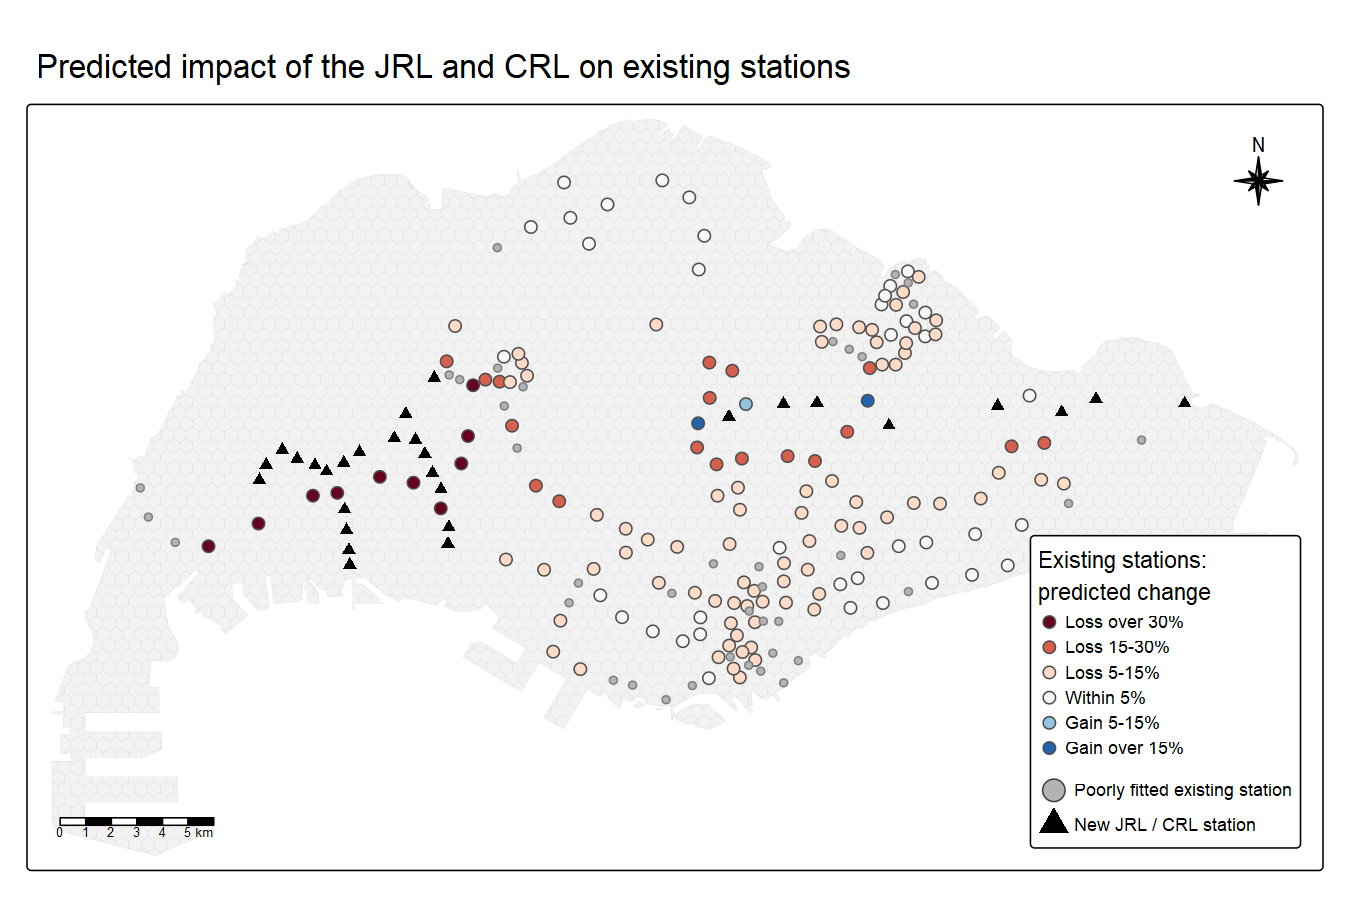 Predicted impact of the JRL and CRL on existing stations
N
Existing stations:
predicted change
Loss over 30%
Loss 15-30%
Loss 5-15%
Within 5%
Gain 5-15%
Gain over 15%
Poorly fitted existing station
New JRL / CRL station
0 1 2 3 4 5 km